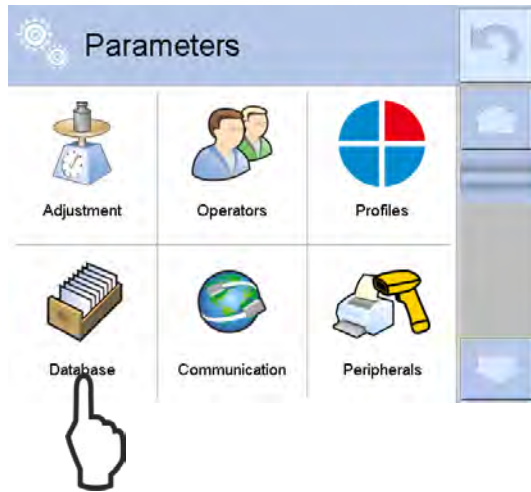 Parameters
Adjustment Operators Profiles
Database Communication Peripherals